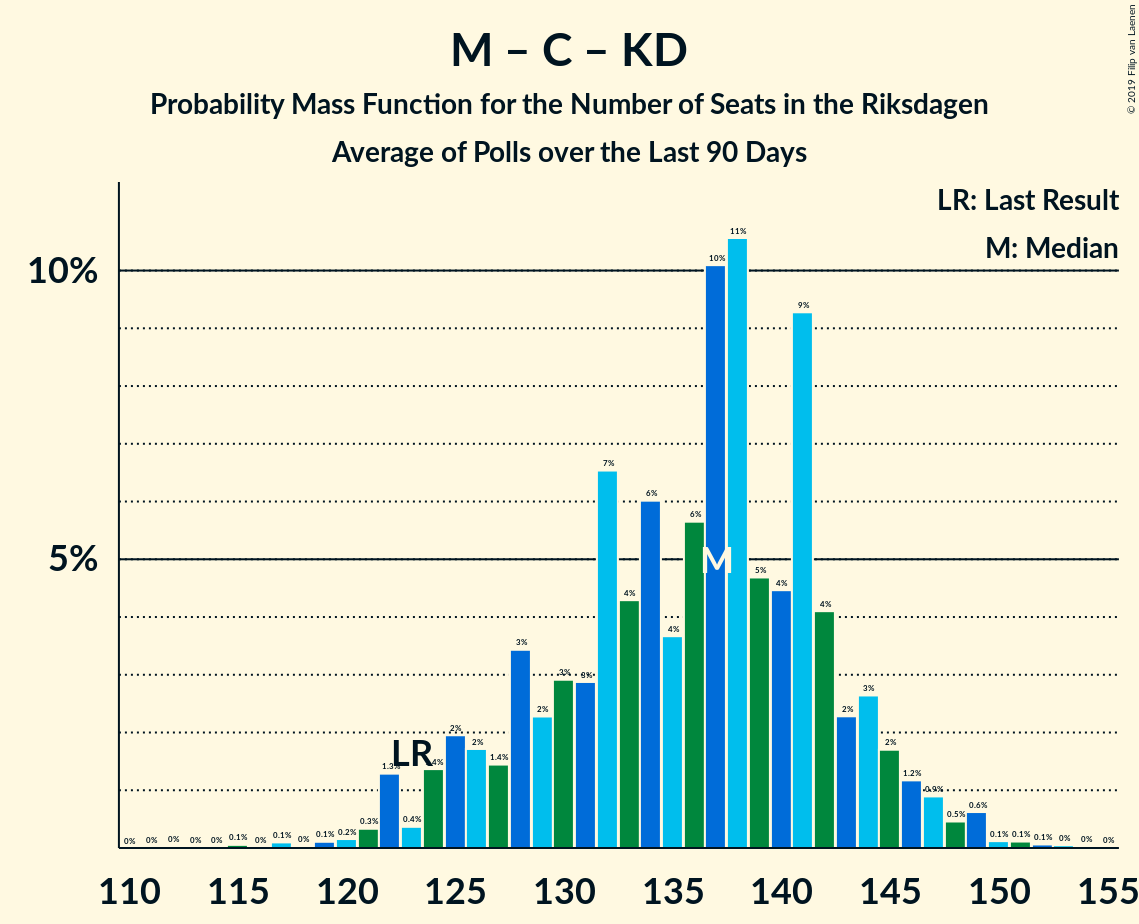 M – C – KD
Probability Mass Function for the Number of Seats in the Riksdagen
Average of Polls over the Last 90 Days
© 2019 Filip van Laenen
LR: Last Result
M: Median
10%
5%
0% 0% 0% 0% 0% 0.1% 0% 0.1% 0% 0.1% 0.2% 0.3% 1.3% 0.4% 4% 2% 2% 1.4% 3% 2% 3% 3% 7% 4% 6% 4% 6% 10% 11% 5% 4% 9% 4% 2% 3% 2% 1.2% 0.9% 0.5% 0.6% 0.1% 0.1% 0.1% 0% 0% 0%
LR
M
110 115 120 125 130 135 140 145 150 155